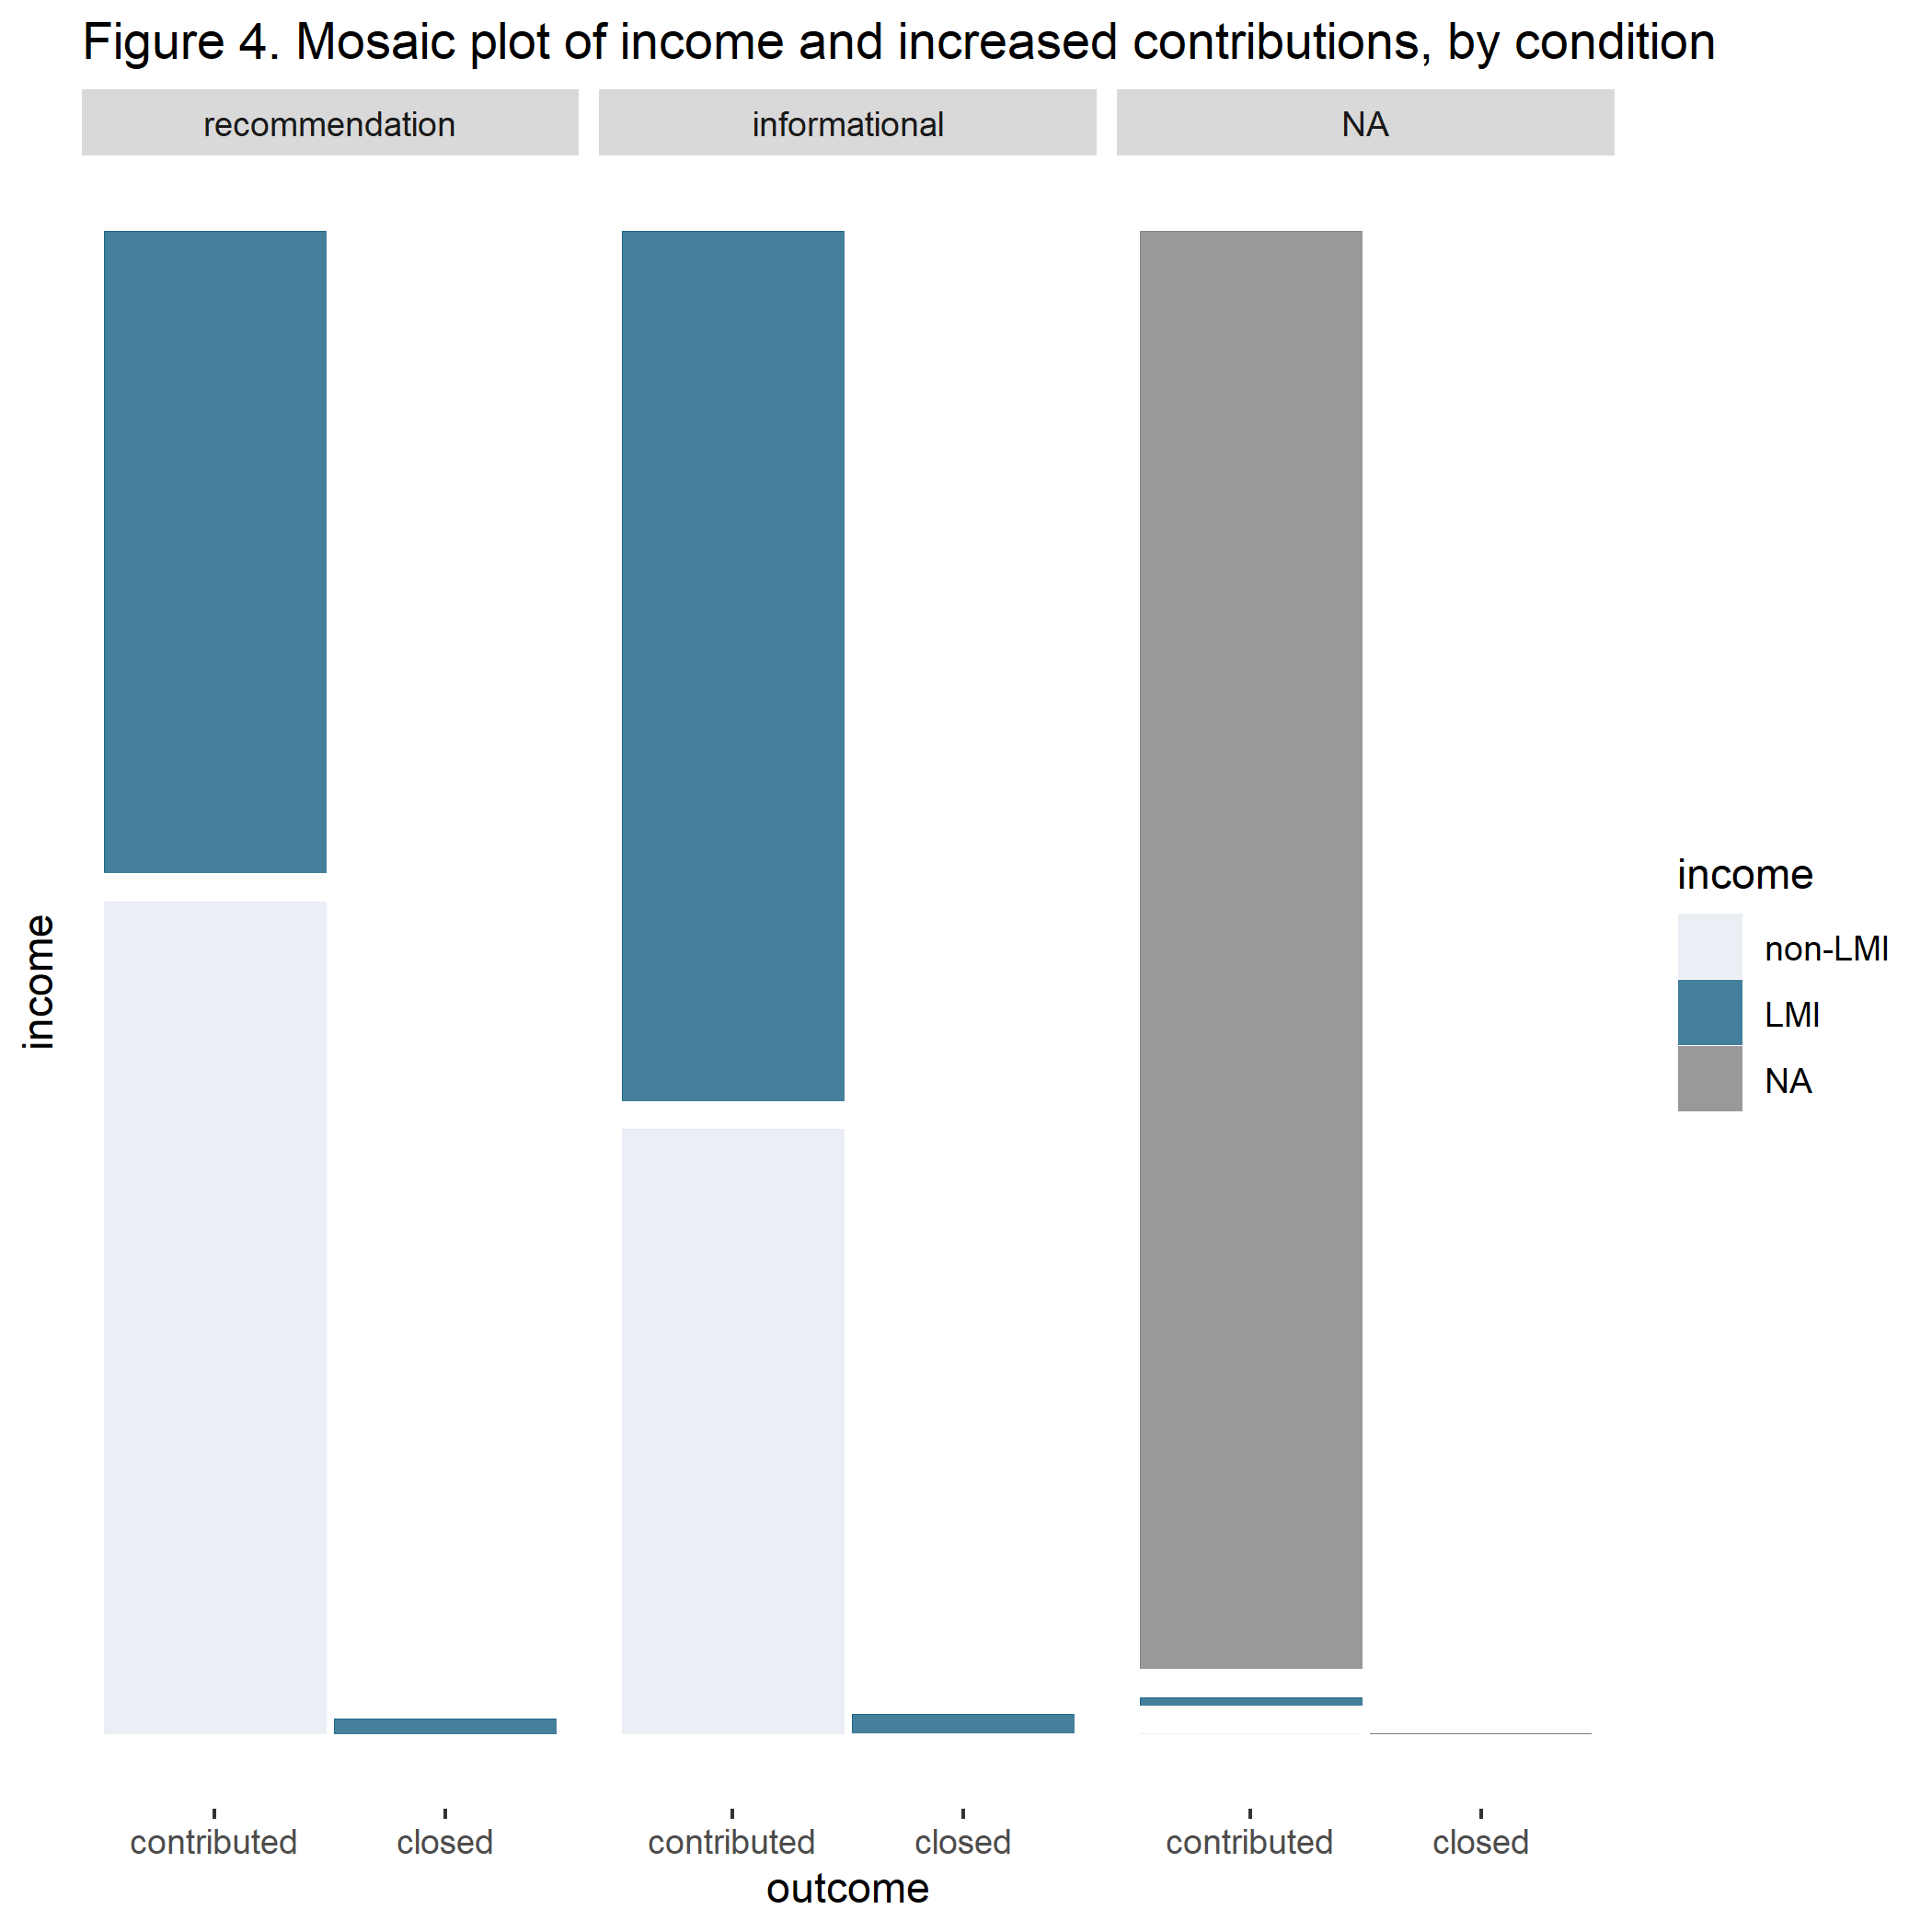 Figure 4. Mosaic plot of income and increased contributions, by condition
recommendation
informational
NA
income
income
non-LMI
LMI
NA
contributed
closed
contributed
closed
contributed
closed
outcome